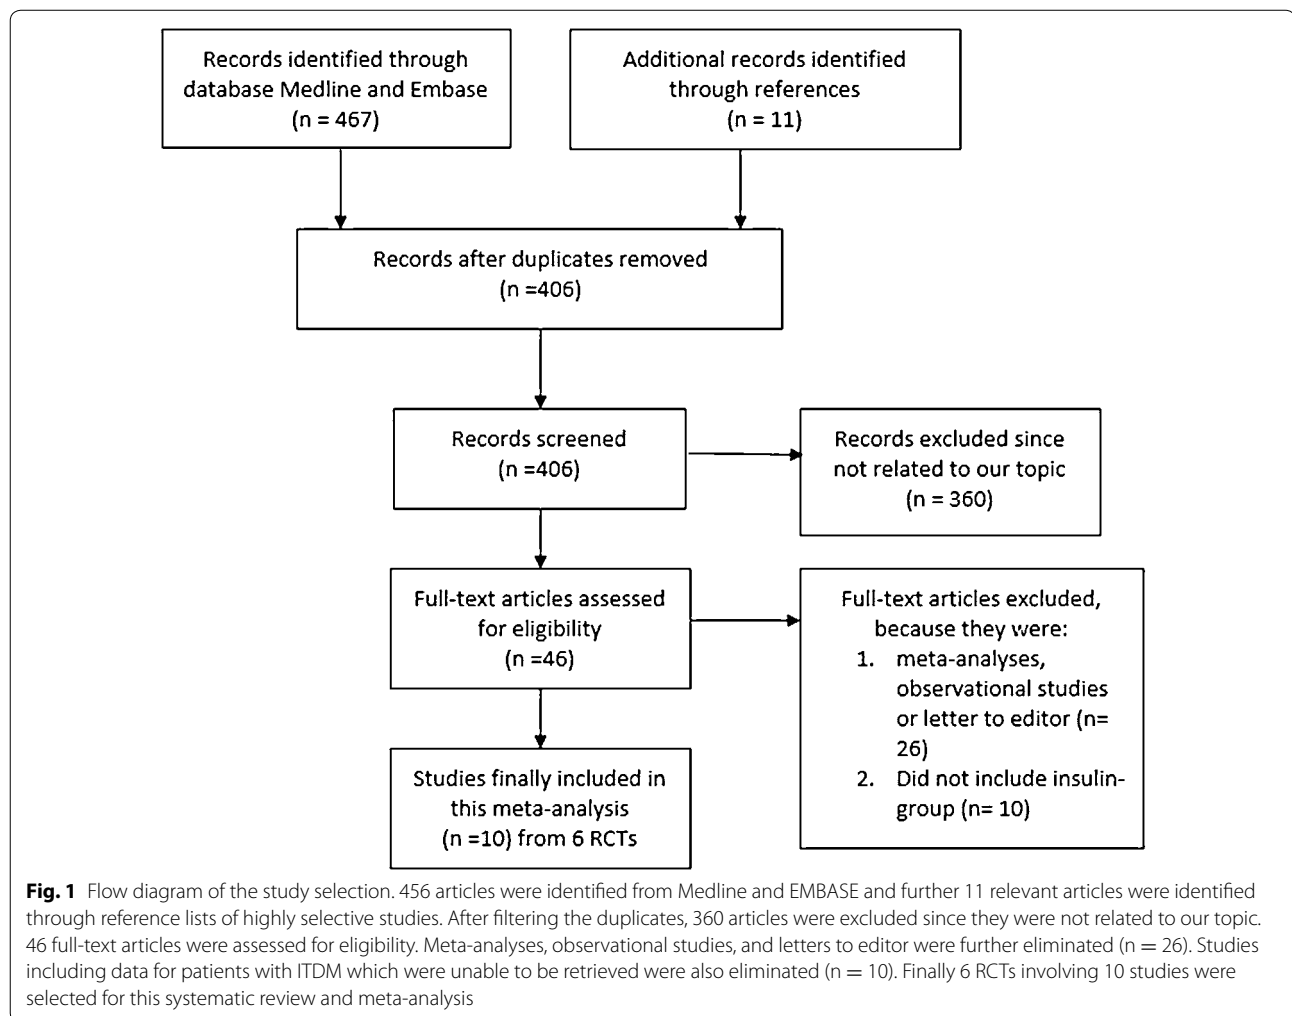 Records identified through
database Medline and Embase
(n = 467)
Additional records identified
through references
(n = 11)
Records after duplicates removed
(n =406)
Records screened
(n =406)
Records excluded since
not related to our topic
(n = 360)
Full-text articles assessed
for eligibility
(n =46)
Full-text articles excluded,
because they were:
1. meta-analyses,
observational studies
or letter to editor (n=
26)
2. Did not include insulin-
group (n= 10)
Studies finally included in
this meta-analysis
(n =10) from 6 RCTs
Fig. 1 Flow diagram of the study selection. 456 articles were identified from Medline and EMBASE and further 11 relevant articles were identified
through reference lists of highly selective studies. After filtering the duplicates, 360 articles were excluded since they were not related to our topic.
46 full-text articles were assessed for eligibility. Meta-analyses, observational studies, and letters to editor were further eliminated (n = 26). Studies
including data for patients with ITDM which were unable to be retrieved were also eliminated (n = 10). Finally 6 RCTs involving 10 studies were
selected for this systematic review and meta-analysis